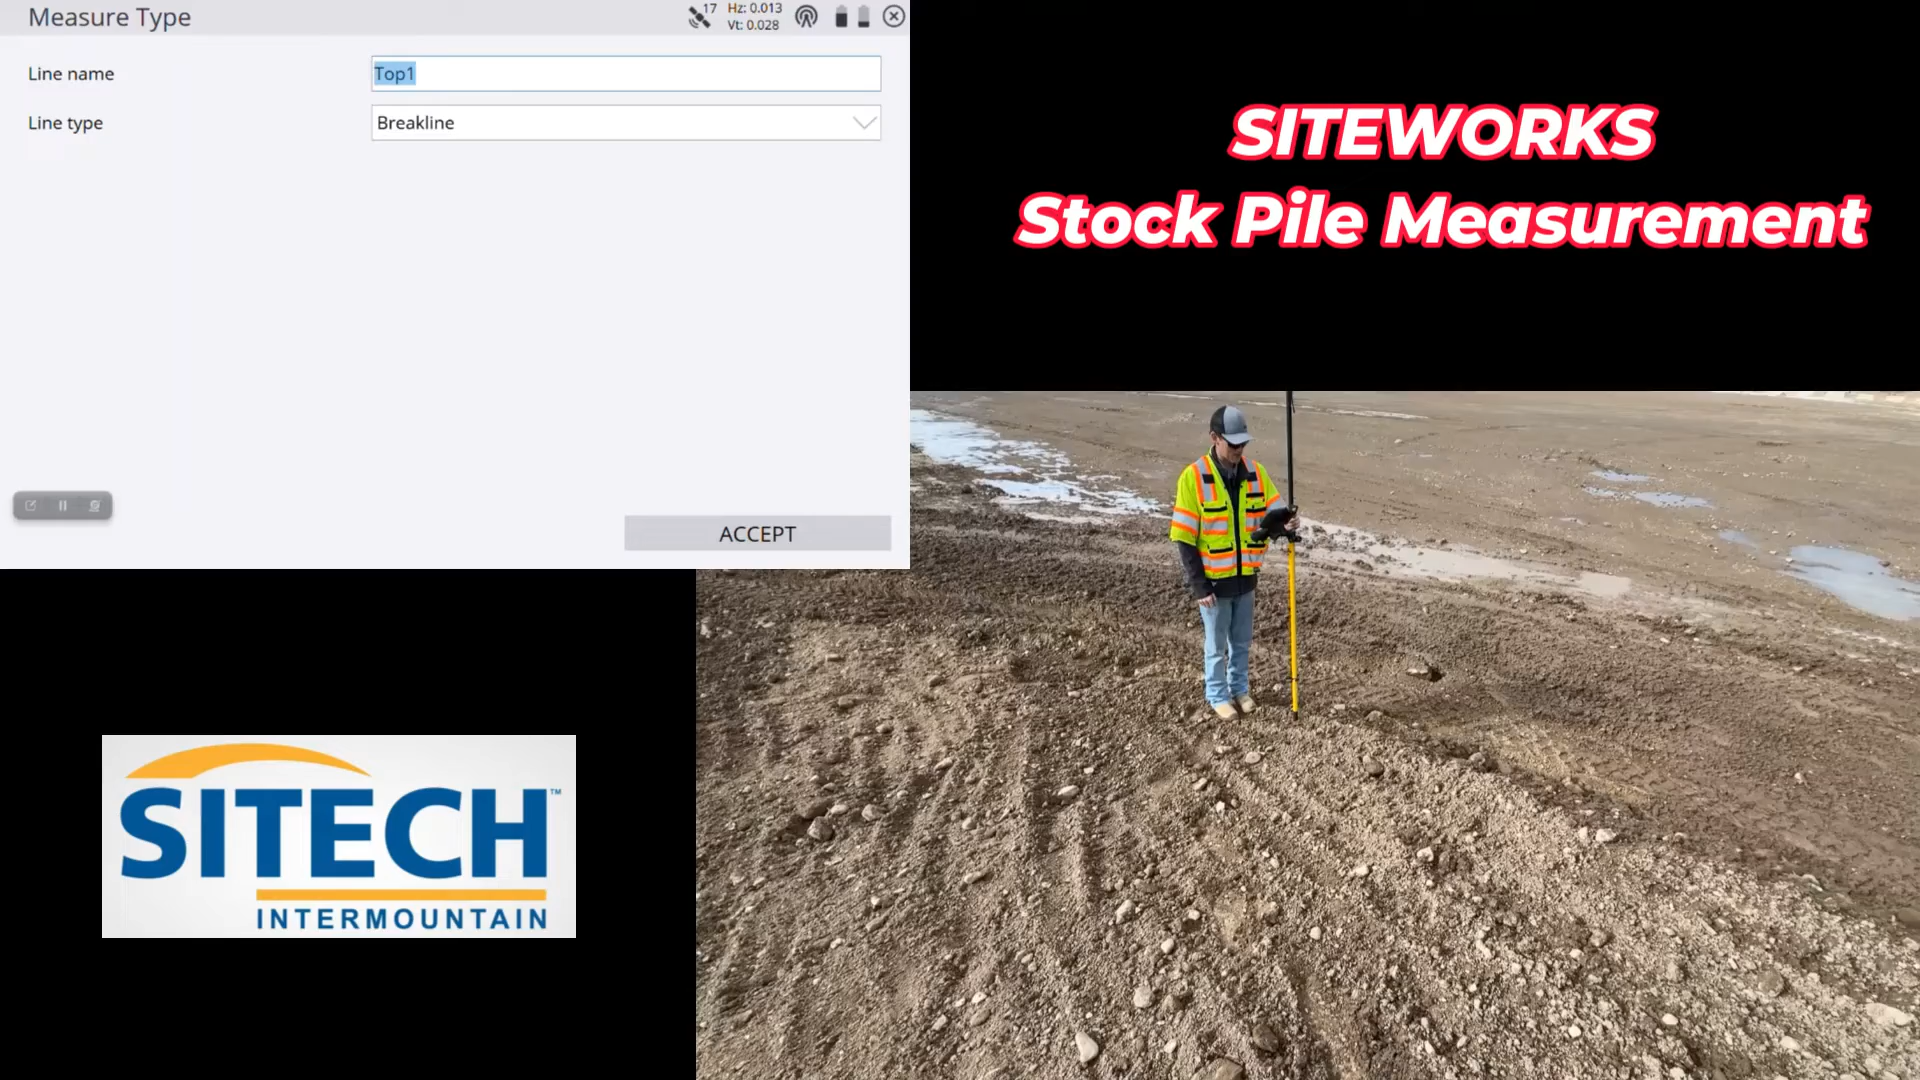 Measure Type
17
Hz: 0.013
Vt: 0.028
Line name
Top1
Line type
Breakline
ACCEPT
SITEWORKS
Stock Pile Measurement
SITECH™
INTERMOUNTAIN